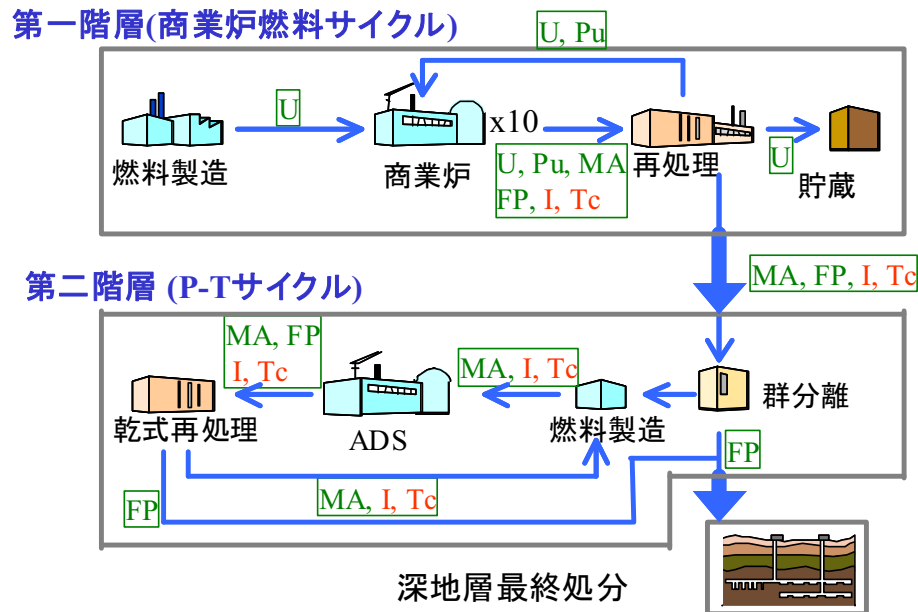 第一階層(商業炉燃料サイクル)
U, Pu
U
x10
燃料製造
商業炉
U, Pu, MA
FP, I, Tc
再処理
U
貯蔵
MA, FP, I, Tc
第二階層 (P-Tサイクル)
MA, FP
I, Tc
MA, I, Tc
群分離
乾式再処理
ADS
燃料製造
FP
MA, I, Tc
FP
深地層最終処分